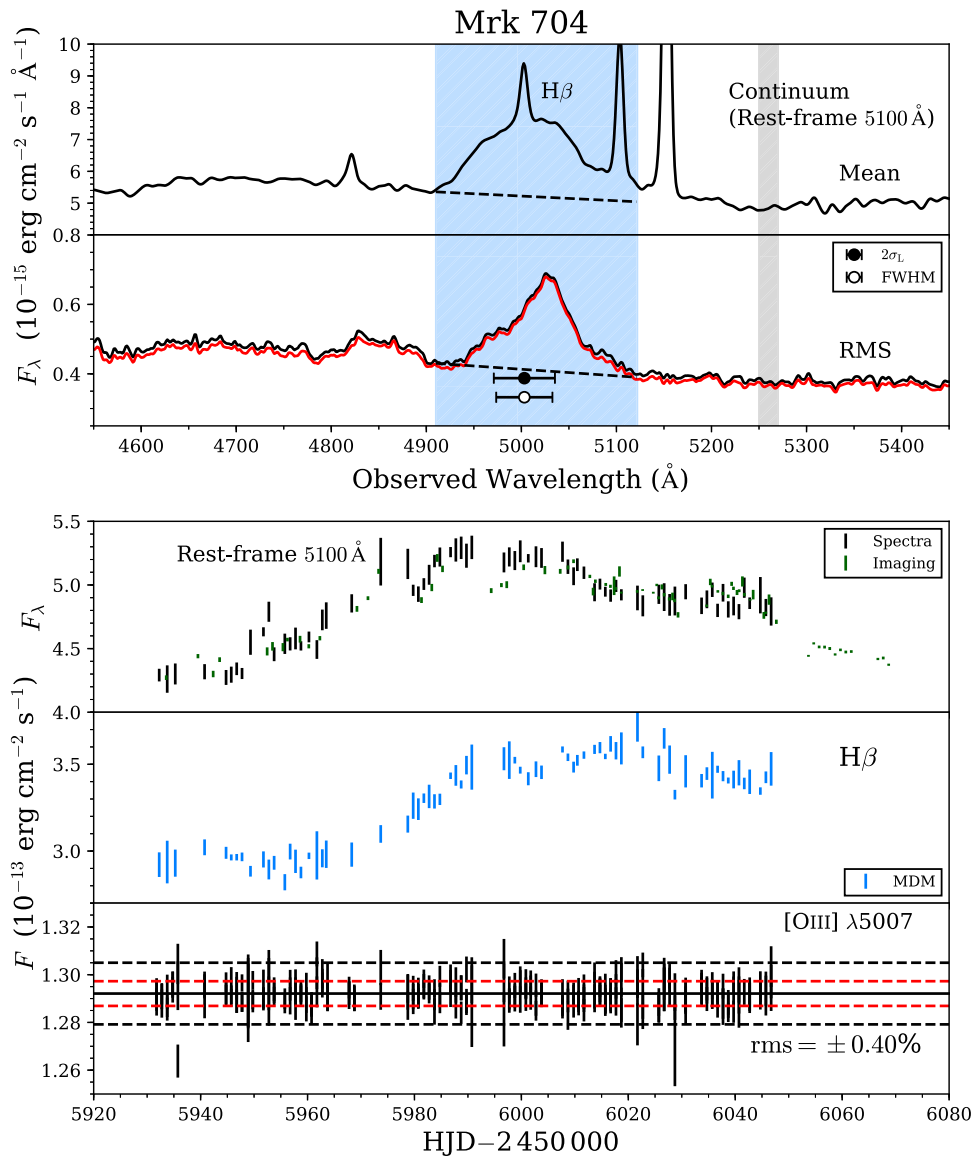 Mrk 704
10
9
8
7
6
5
Hβ
Continuum
(Rest-frame 5100 Å)
Mean
0.8
0.6
0.4
2σL
FWHM
RMS
Fλ (10−15 erg cm−2 s−1 Å−1)
4600 4700 4800 4900 5000 5100 5200 5300 5400
Observed Wavelength (Å)
5.5
5.0
4.5
4.0
Rest-frame 5100 Å
Spectra
Imaging
Fλ
3.5
3.0
Hβ
MDM
F (10−13 erg cm−2 s−1)
1.32
1.30
1.28
1.26
[OIII] λ5007
rms = ± 0.40%
5920 5940 5960 5980 6000 6020 6040 6060 6080
HJD−2 450 000